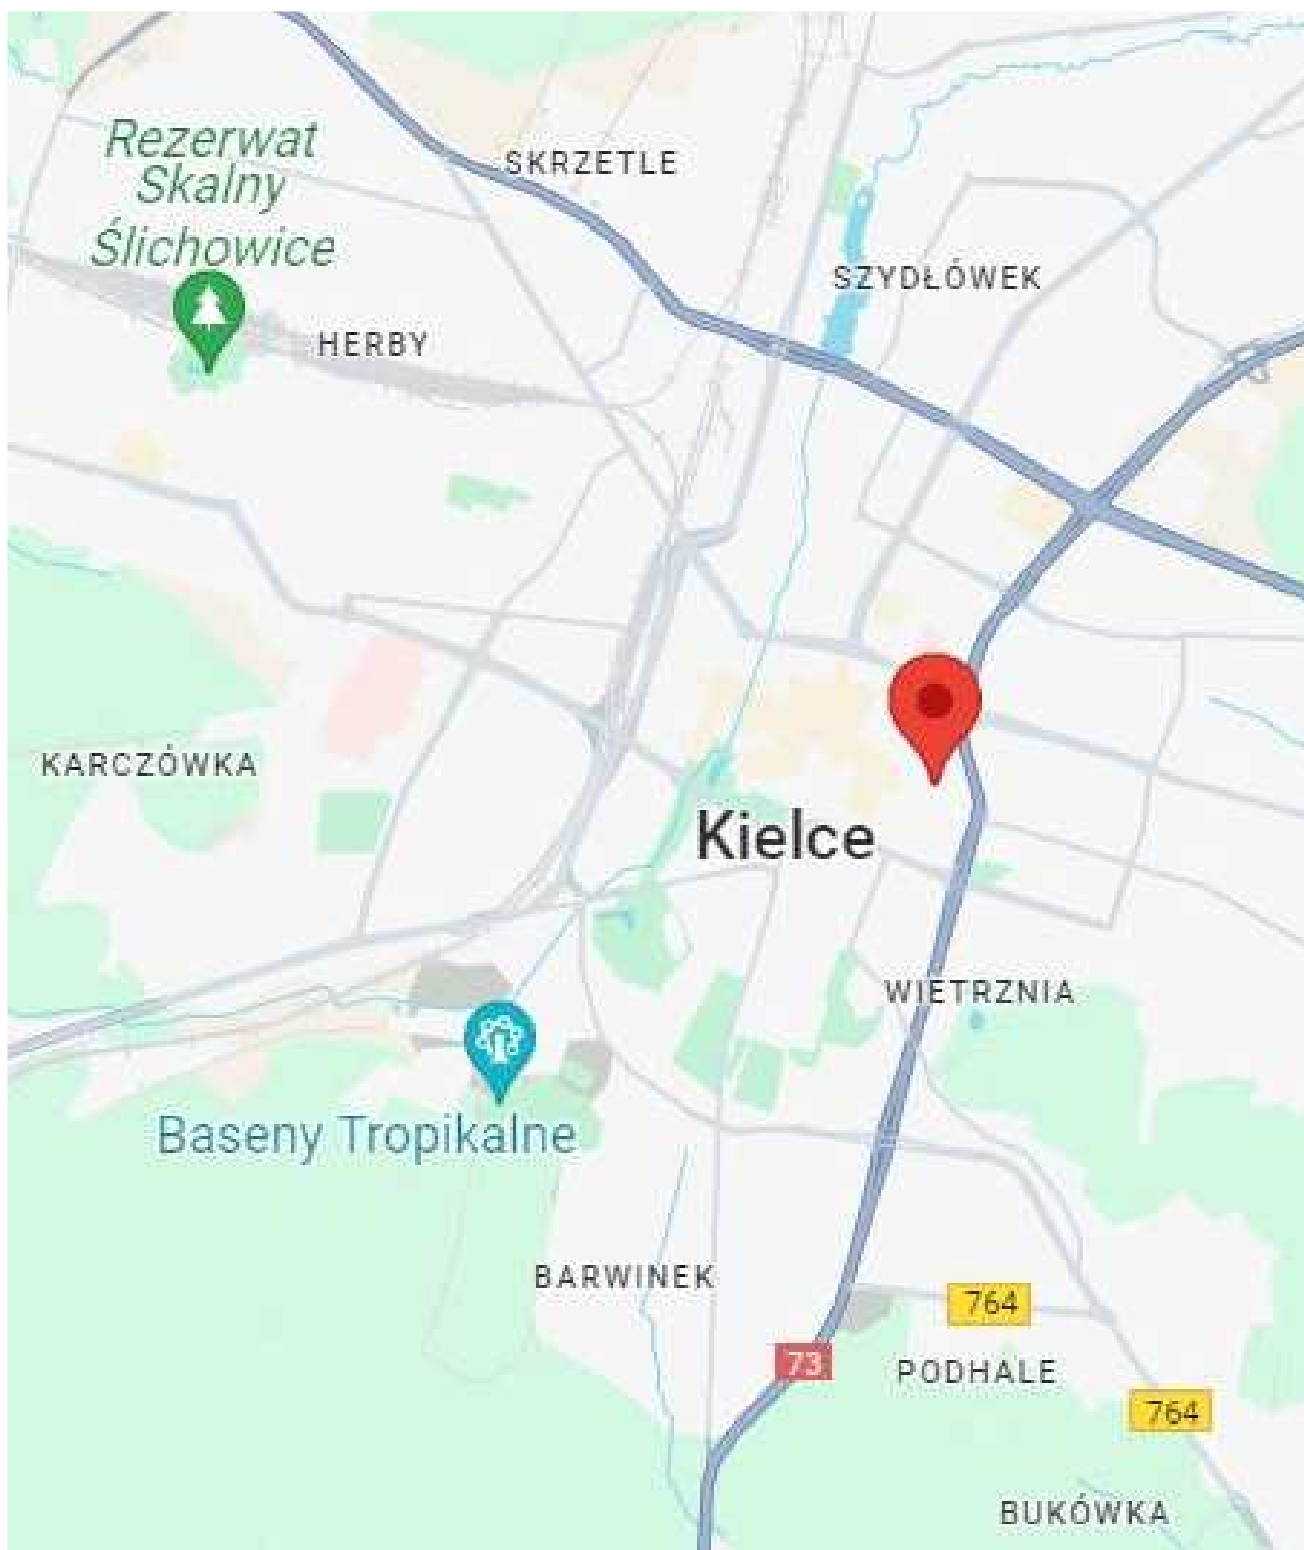 SKRZETLE
Rezerwat
Skalny
Ślichowice
SZYDŁÓWEK
HERBY
KARCZÓWKA
Kielce
WIETRZNIA
Baseny Tropikalne
BARWINEK
764
73
PODHALE
764
BUKÓWKA